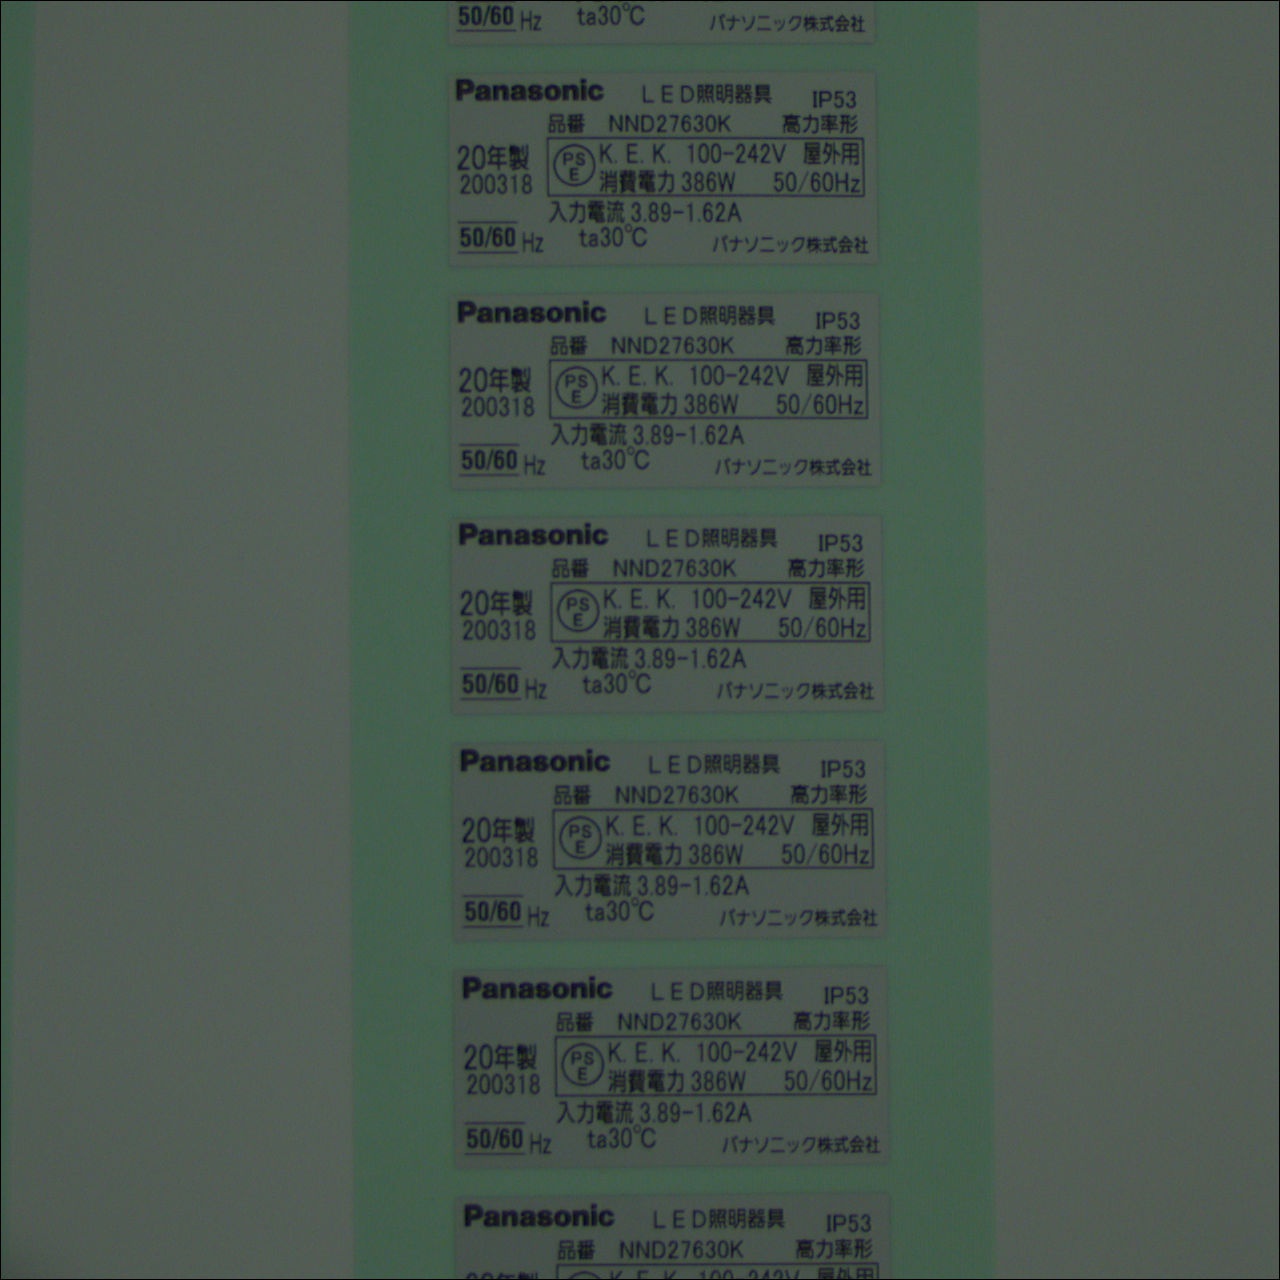 50/60 Hz ta30℃ パナソニック株式会社
Panasonic LED照明器具 IP53
品番 NND27630K 高力率形
20年製 PS E K.E.K. 100-242V 屋外用
200318 消費電力 386W 50/60Hz
入力電流 3.89-1.62A
50/60 Hz ta30℃ パナソニック株式会社
Panasonic LED照明器具 IP53
品番 NND27630K 高力率形
20年製 PS E K.E.K. 100-242V 屋外用
200318 消費電力 386W 50/60Hz
入力電流 3.89-1.62A
50/60 Hz ta30℃ パナソニック株式会社
Panasonic LED照明器具 IP53
品番 NND27630K 高力率形
20年製 PS E K.E.K. 100-242V 屋外用
200318 消費電力 386W 50/60Hz
入力電流 3.89-1.62A
50/60 Hz ta30℃ パナソニック株式会社
Panasonic LED照明器具 IP53
品番 NND27630K 高力率形
20年製 PS E K.E.K. 100-242V 屋外用
200318 消費電力 386W 50/60Hz
入力電流 3.89-1.62A
50/60 Hz ta30℃ パナソニック株式会社
Panasonic LED照明器具 IP53
品番 NND27630K 高力率形
20年製 PS E K.E.K. 100-242V 屋外用
200318 消費電力 386W 50/60Hz
入力電流 3.89-1.62A
50/60 Hz ta30℃ パナソニック株式会社
Panasonic LED照明器具 IP53
品番 NND27630K 高力率形
20年製 PS K.E.K. 100-242V 屋外用